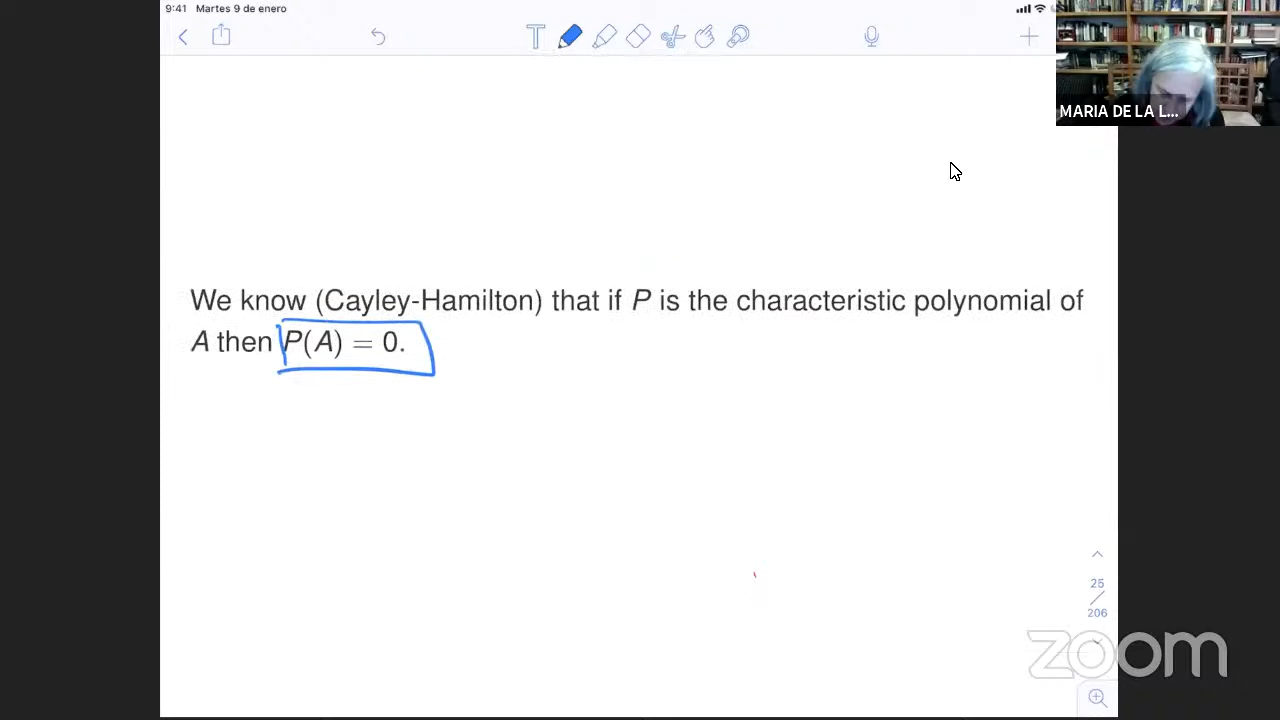 9:41 Martes 9 de enero
MARIA DE LA L...
We know (Cayley-Hamilton) that if P is the characteristic polynomial of
A then P(A) = 0.
25
206
zoom